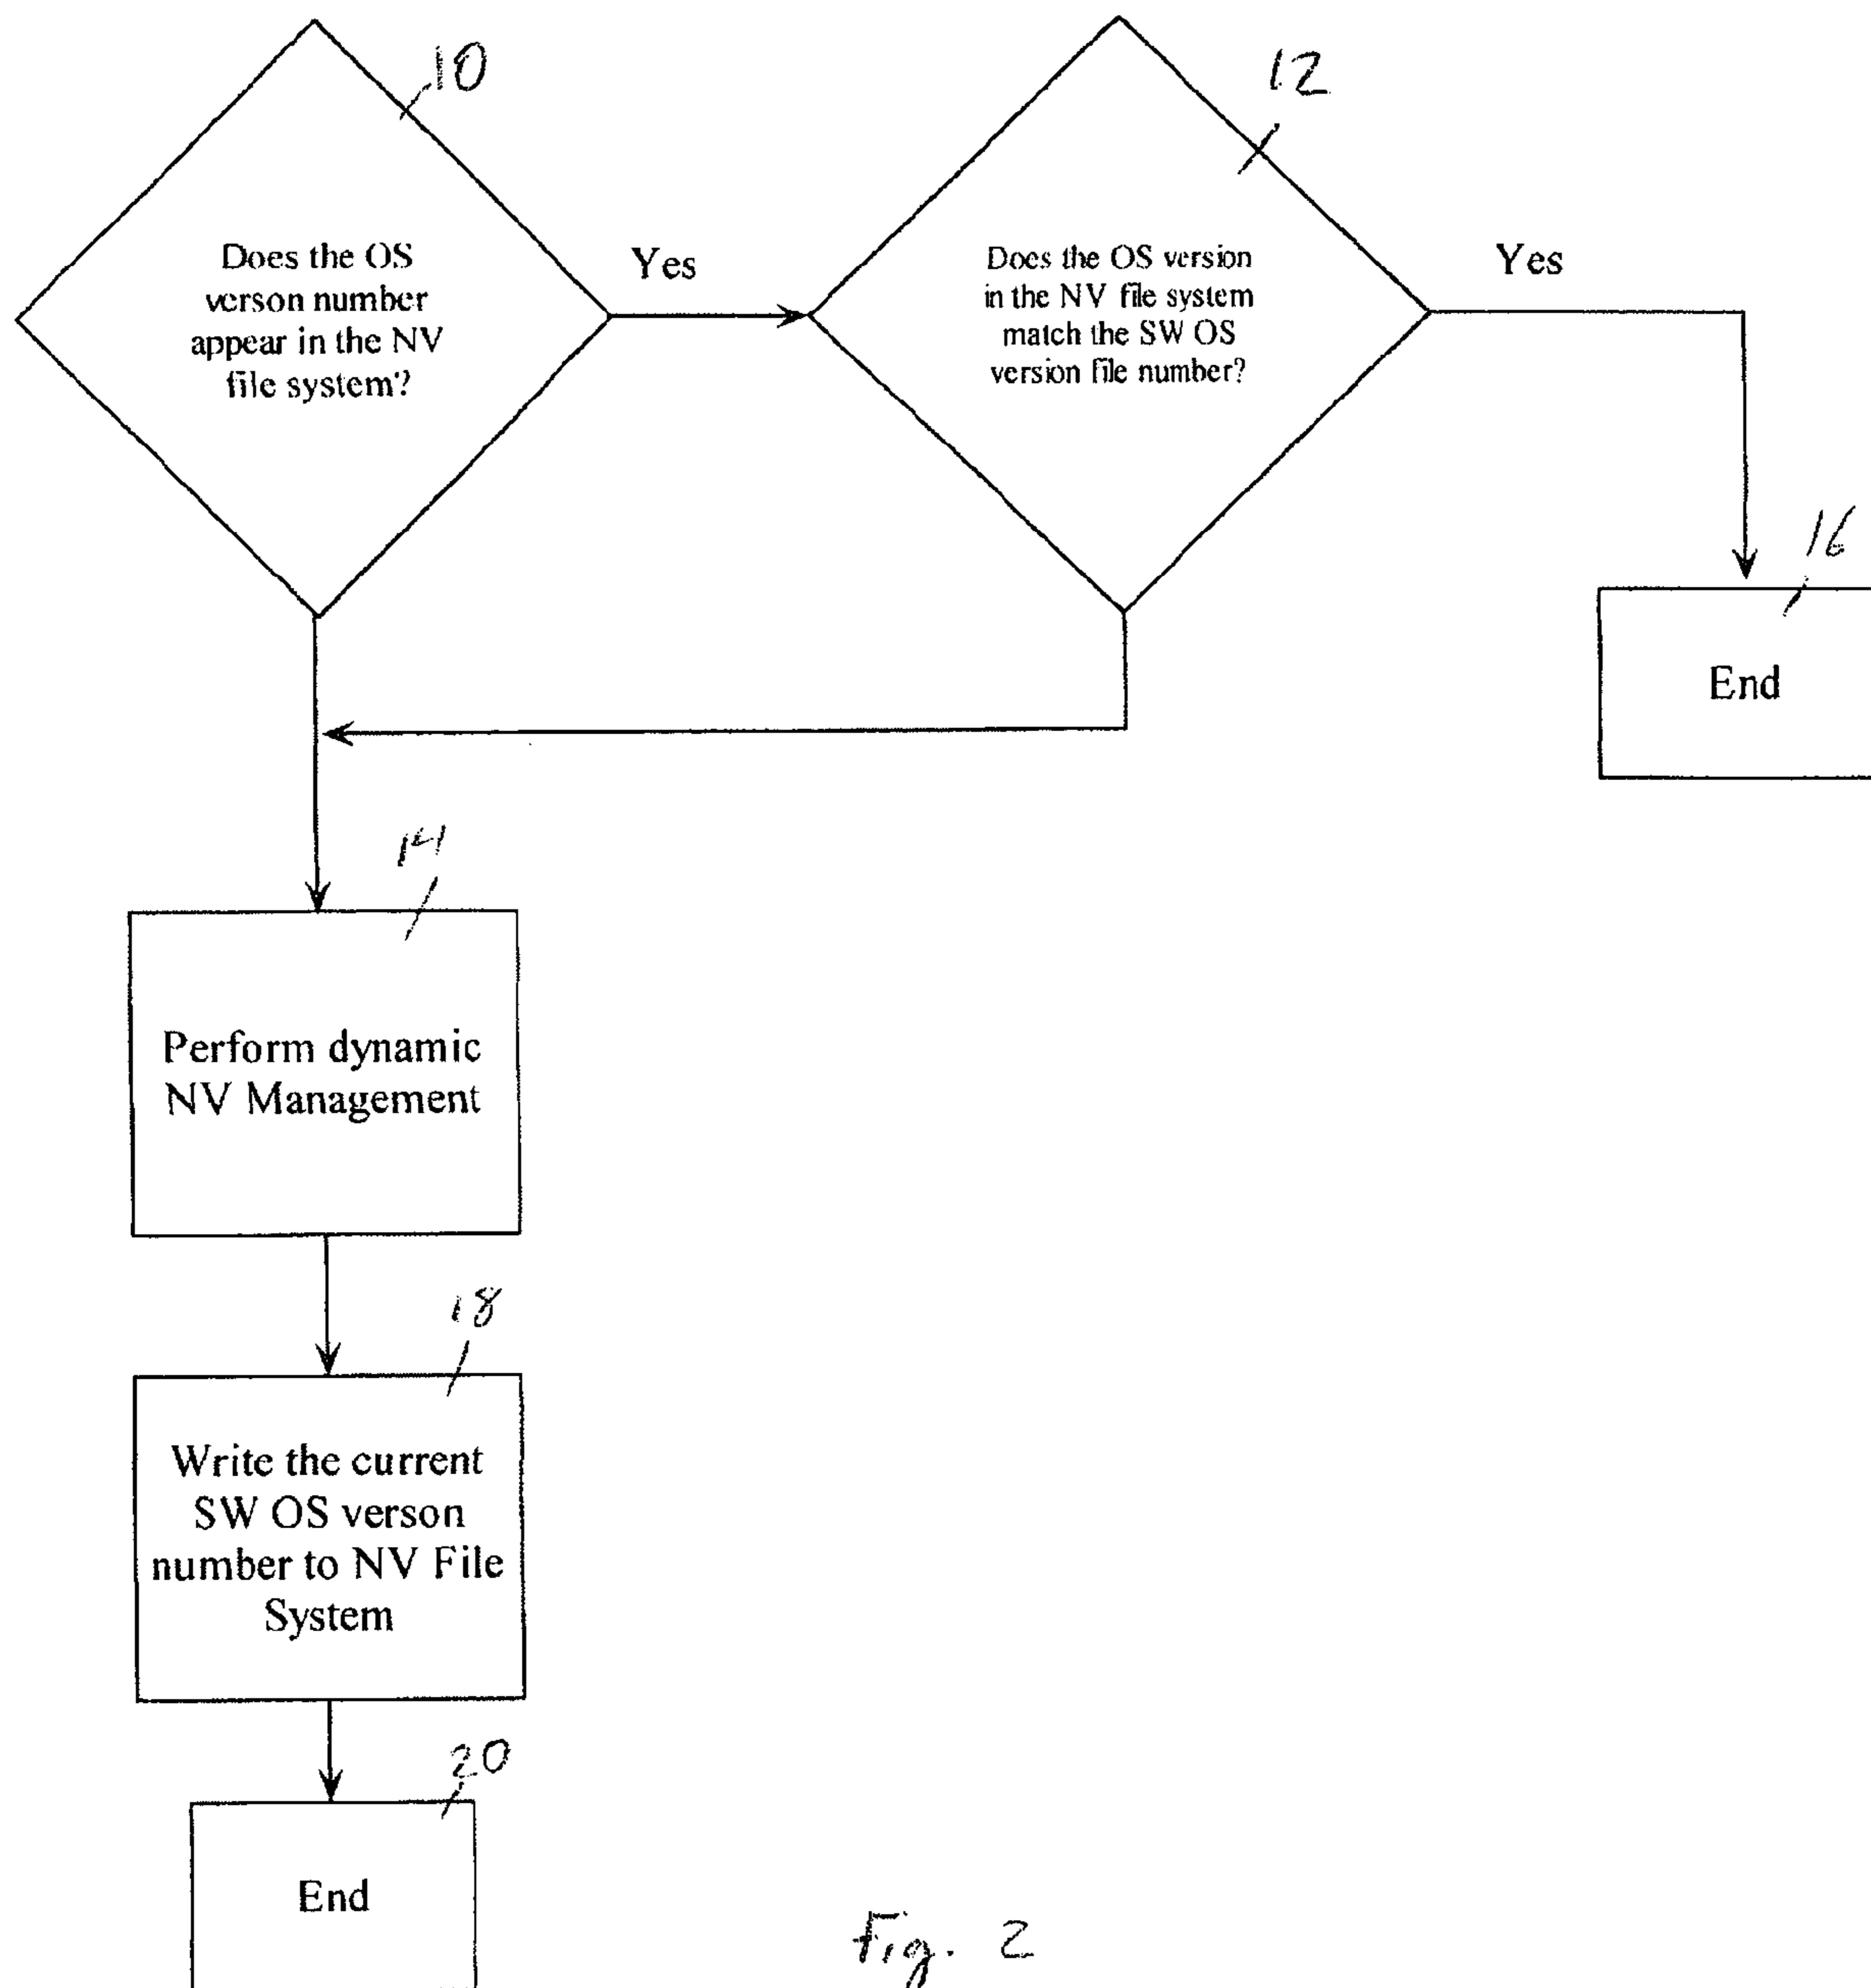 10
Does the OS
verson number
appear in the NV
file system?
Yes
12
Does the OS version
in the NV file system
match the SW OS
version file number?
Yes
16
End
14
Perform dynamic
NV Management
18
Write the current
SW OS verson
number to NV File
System
20
End
Fig. 2